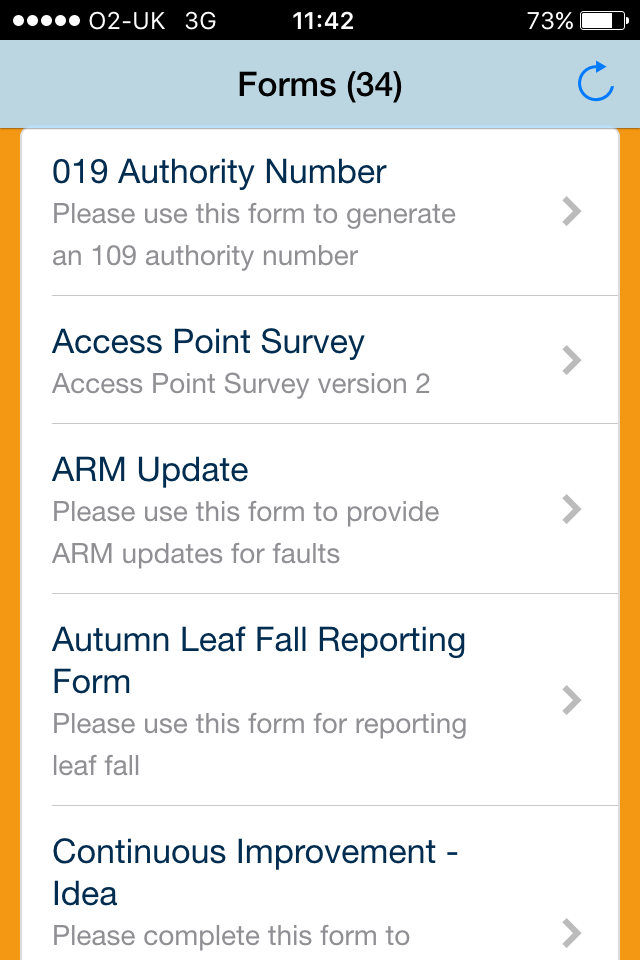 O2-UK 3G 11:42 73%
Forms (34)
019 Authority Number
Please use this form to generate
an 109 authority number
Access Point Survey
Access Point Survey version 2
ARM Update
Please use this form to provide
ARM updates for faults
Autumn Leaf Fall Reporting
Form
Please use this form for reporting
leaf fall
Continuous Improvement -
Idea
Please complete this form to